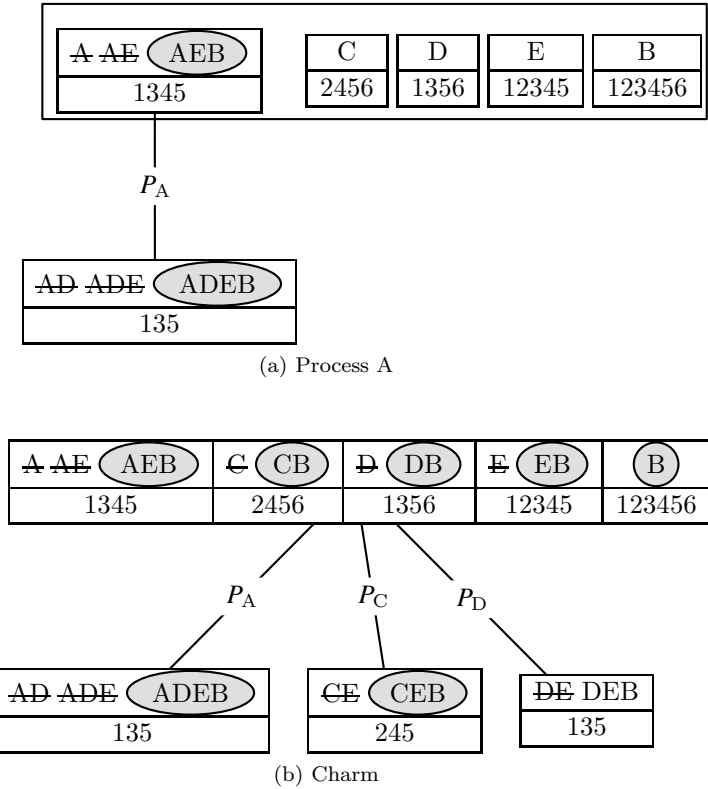 A AE AEB C D E B
1345 2456 1356 12345 123456
P_A
AD ADE ADEB
135
(a) Process A
A AE AEB C CB D DB E EB B
1345 2456 1356 12345 123456
P_A P_C P_D
AD ADE ADEB CE CEB DE DEB
135 245 135
(b) Charm